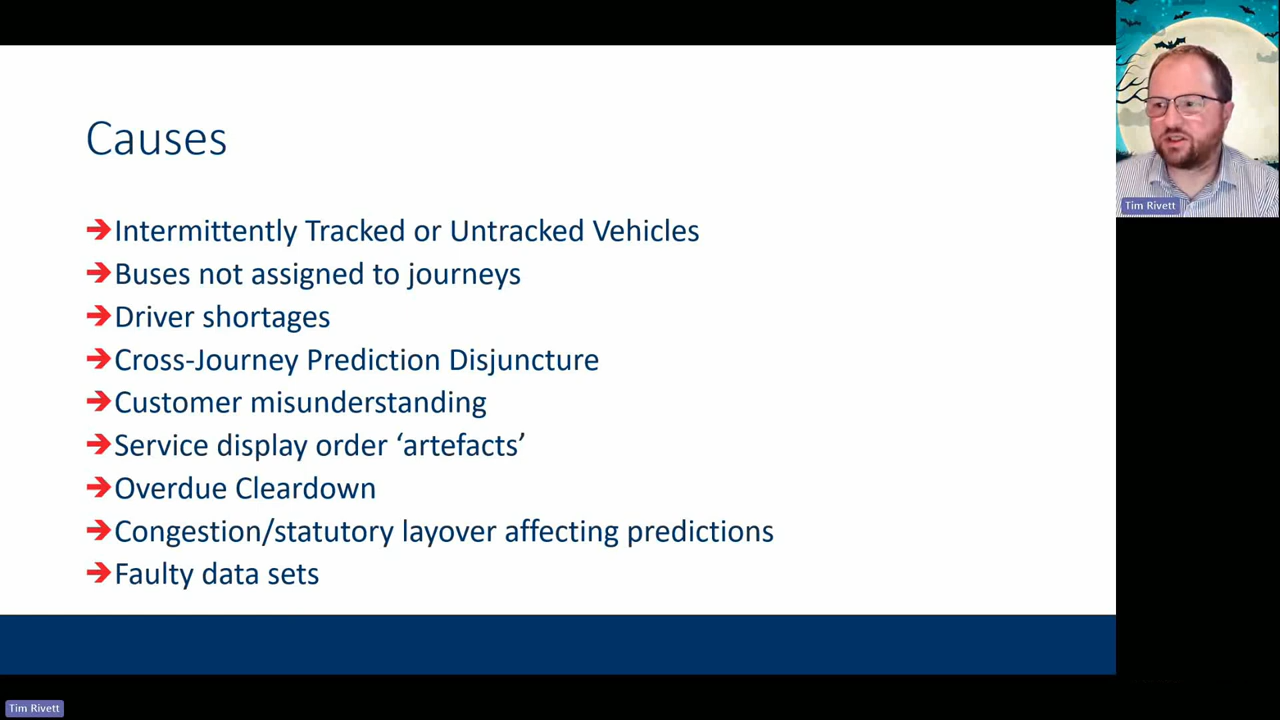 Causes
➔Intermittently Tracked or Untracked Vehicles
➔Buses not assigned to journeys
➔Driver shortages
➔Cross-Journey Prediction Disjuncture
➔Customer misunderstanding
➔Service display order ‘artefacts’
➔Overdue Cleardown
➔Congestion/statutory layover affecting predictions
➔Faulty data sets
Tim Rivett
Tim Rivett